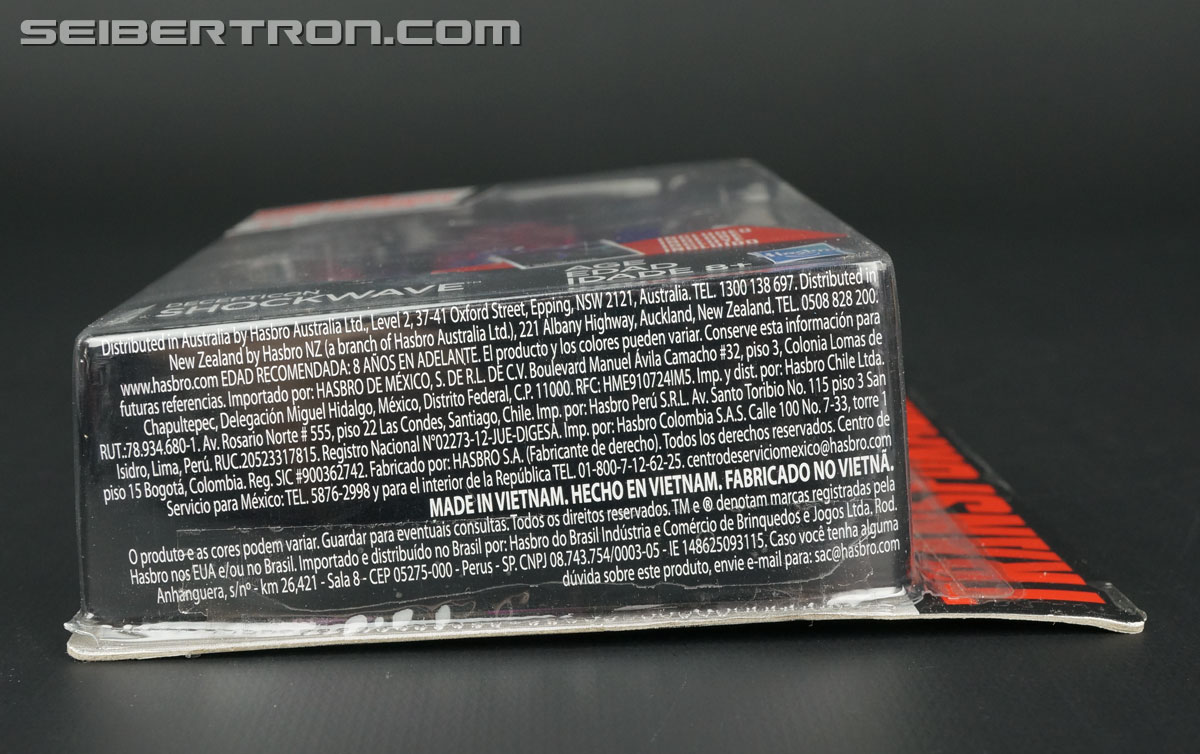 SEIBERTRON.COM
DECEPTICON
SHOCKWAVE
AGE
EDAD
IDADE 8+
Hasbro
Distributed in Australia by Hasbro Australia Ltd., Level 2, 37-41 Oxford Street, Epping, NSW 2121, Australia. TEL. 1300 138 697. Distributed in
New Zealand by Hasbro NZ (a branch of Hasbro Australia Ltd.), 221 Albany Highway, Auckland, New Zealand. TEL. 0508 828 200.
www.hasbro.com EDAD RECOMENDADA: 8 AÑOS EN ADELANTE. El producto y los colores pueden variar. Conserve esta información para
futuras referencias. Importado por: HASBRO DE MÉXICO, S. DE R.L. DE C.V. Boulevard Manuel Ávila Camacho #32, piso 3, Colonia Lomas de
Chapultepec, Delegación Miguel Hidalgo, México, Distrito Federal, C.P. 11000. RFC: HME910724IM5. Imp. y dist. por: Hasbro Chile Ltda.
RUT:78.934.680-1. Av. Rosario Norte # 555, piso 22 Las Condes, Santiago, Chile. Imp. por: Hasbro Perú S.R.L. Av. Santo Toribio No. 115 piso 3 San
Isidro, Lima, Perú. RUC.20523317815. Registro Nacional N°02273-12-JUE-DIGESA. Imp. por: Hasbro Colombia S.A.S. Calle 100 No. 7-33, torre 1
piso 15 Bogotá, Colombia. Reg. SIC #900362742. Fabricado por: HASBRO S.A. (Fabricante de derecho). Todos los derechos reservados. Centro de
Servicio para México: TEL. 5876-2998 y para el interior de la República TEL. 01-800-7-12-62-25. centrodeserviciomexico@hasbro.com
MADE IN VIETNAM. HECHO EN VIETNAM. FABRICADO NO VIETNÃ.
O produto e as cores podem variar. Guardar para eventuais consultas. Todos os direitos reservados. TM e ® denotam marcas registradas pela
Hasbro nos EUA e/ou no Brasil. Importado e distribuído no Brasil por: Hasbro do Brasil Indústria e Comércio de Brinquedos e Jogos Ltda, Rod.
Anhanguera, s/nº - km 26,421 - Sala 8 - CEP 05275-000 - Perus - SP. CNPJ 08.743.754/0003-05 - IE 148625093115. Caso você tenha alguma
dúvida sobre este produto, envie e-mail para: sac@hasbro.com